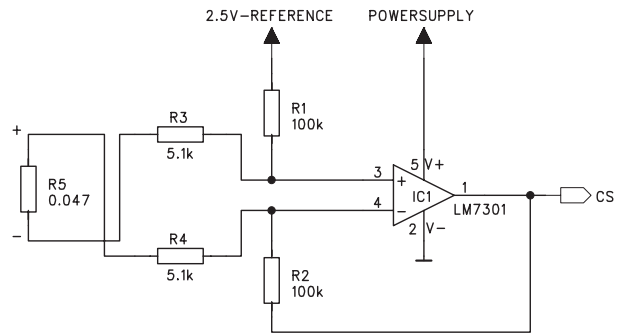 2.5V-REFERENCE
POWERSUPPLY
R1
100k
R3
5.1k
+
R5
0.047
-
R4
5.1k
3
4
+
-
5 V+
IC1
1
LM7301
2 V-
CS
R2
100k